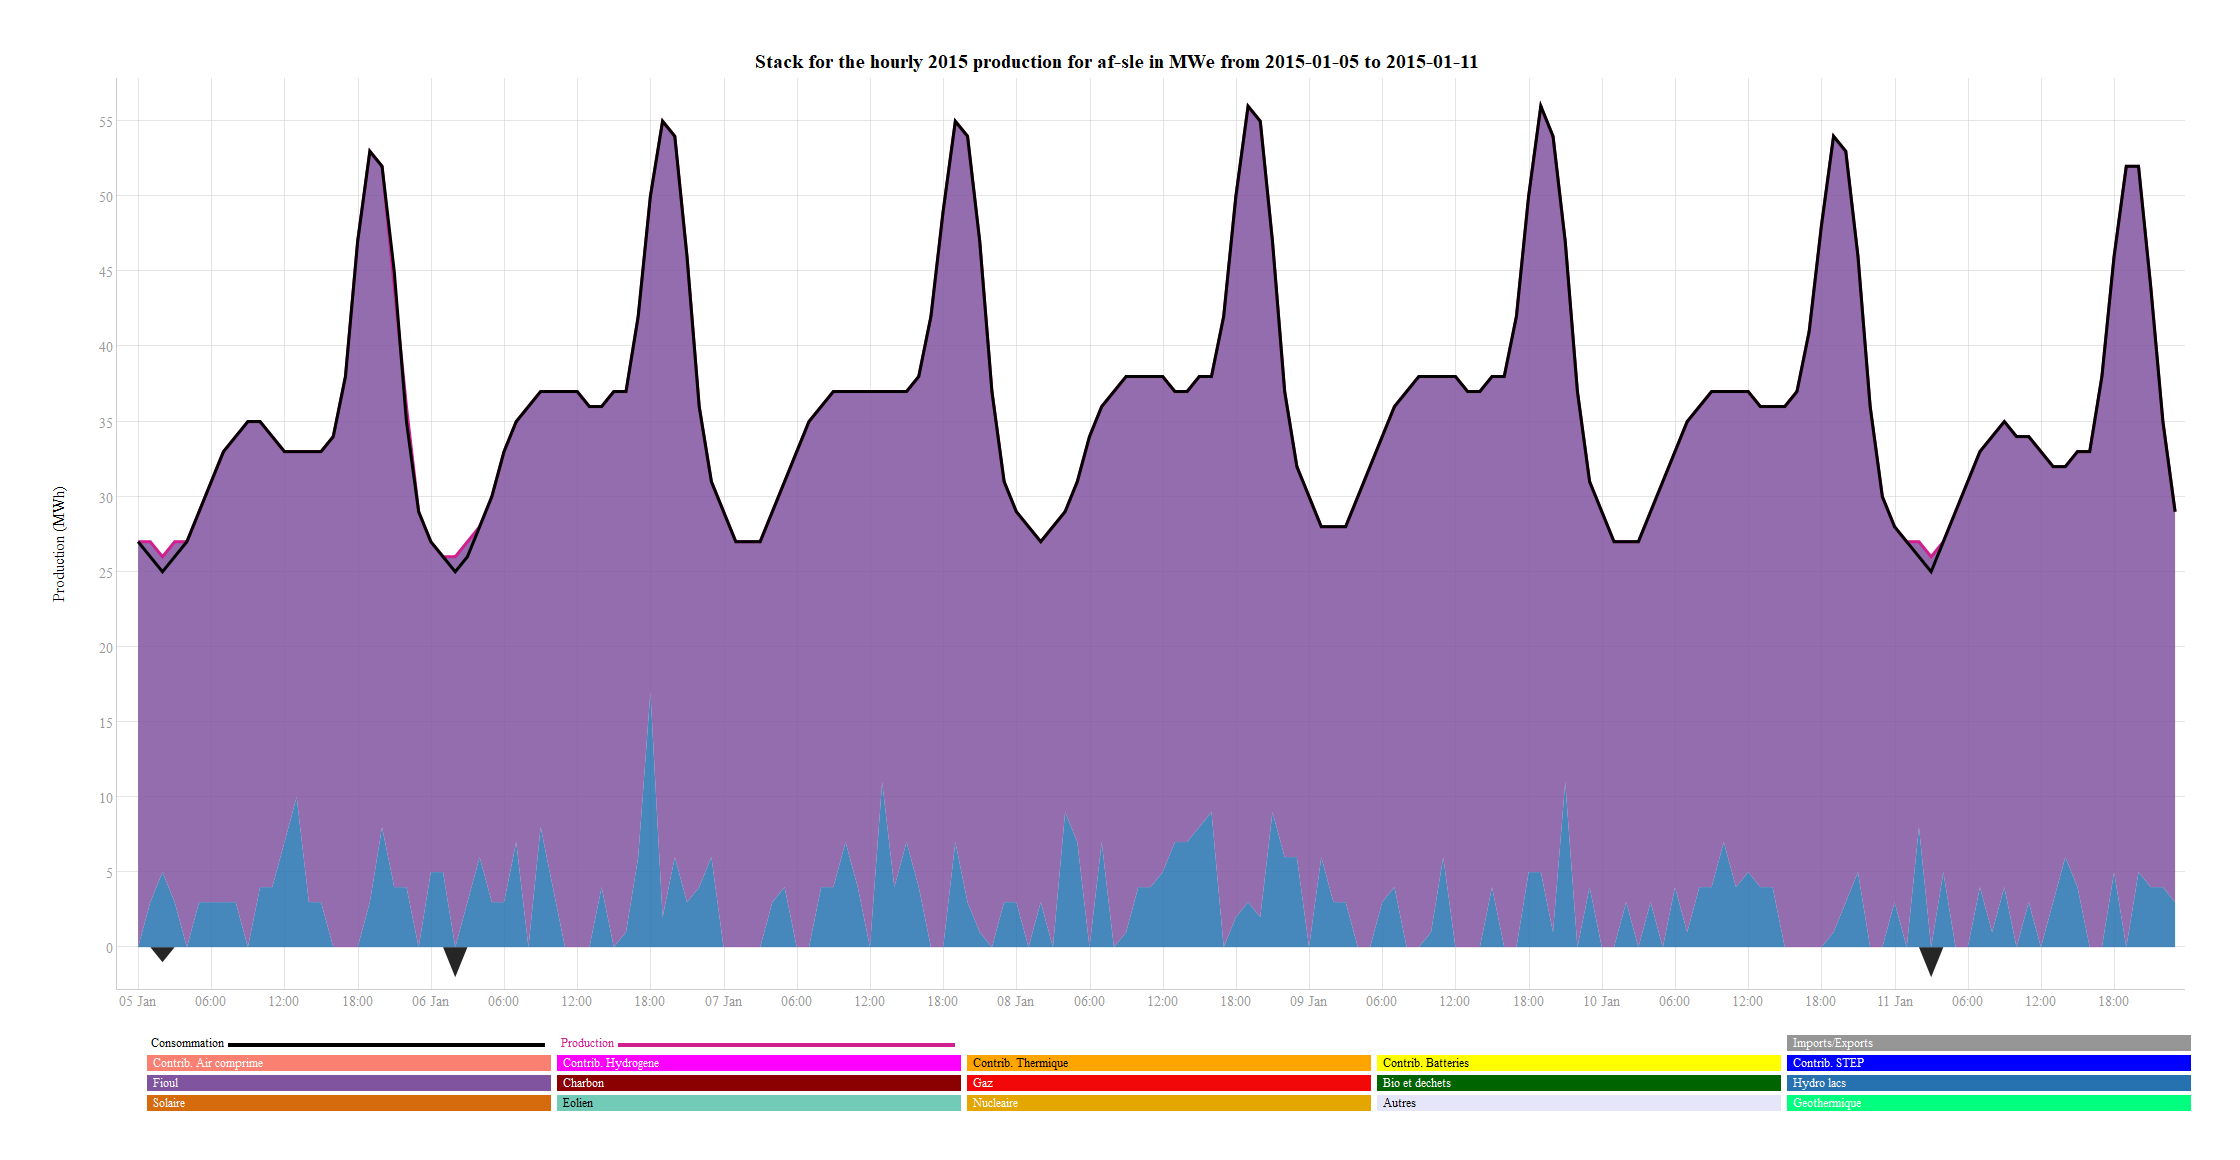 Stack for the hourly 2015 production for af-sle in MWe from 2015-01-05 to 2015-01-11
Production (MWh)
55
50
45
40
35
30
25
20
15
10
5
0
05 Jan 06:00 12:00 18:00 06 Jan 06:00 12:00 18:00 07 Jan 06:00 12:00 18:00 08 Jan 06:00 12:00 18:00 09 Jan 06:00 12:00 18:00 10 Jan 06:00 12:00 18:00 11 Jan 06:00 12:00 18:00
Consommation Production Imports/Exports
Contrib. Air comprime Contrib. Hydrogene Contrib. Thermique Contrib. Batteries Contrib. STEP
Fioul Charbon Gaz Bio et dechets Hydro lacs
Solaire Eolien Nucleaire Autres Geothermique